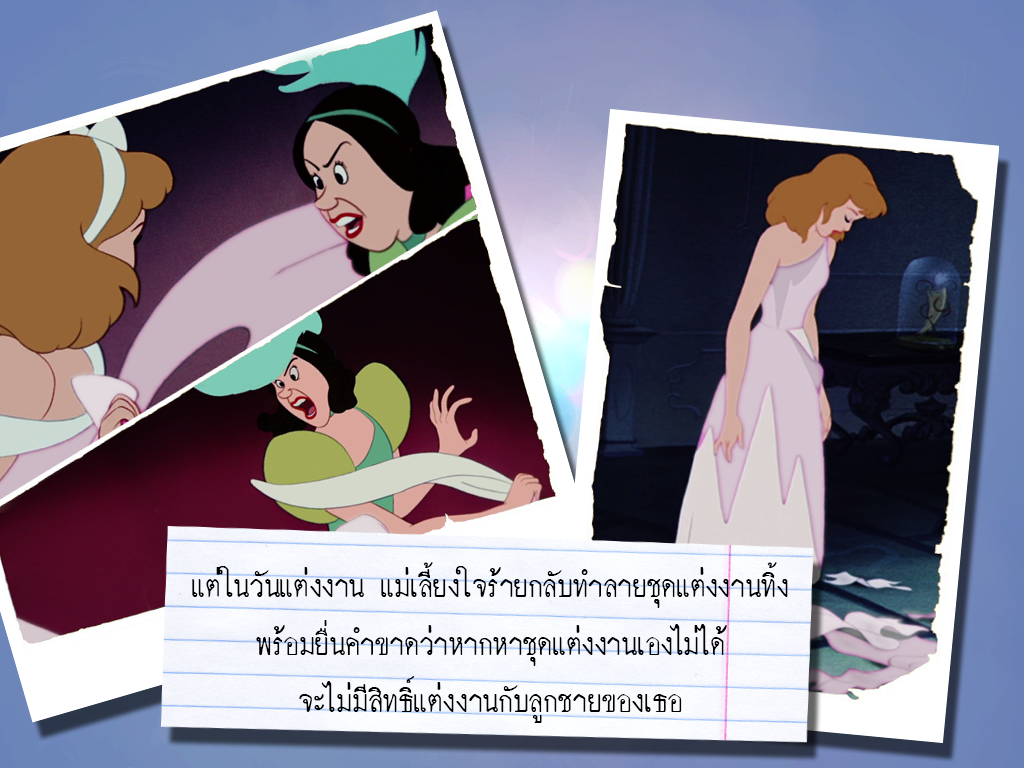 แต่ในวันแต่งงาน แม่เลี้ยงใจร้ายกลับทำลายชุดแต่งงานทิ้ง
พร้อมยื่นคำขาดว่าหากหาชุดแต่งงานเองไม่ได้
จะไม่มีสิทธิ์แต่งงานกับลูกชายของเธอ